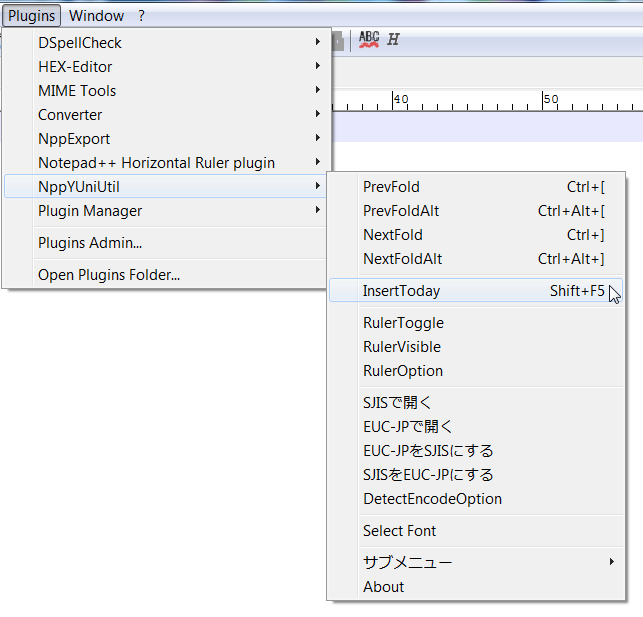 Plugins Window ?
DSpellCheck
ABC H
HEX-Editor
MIME Tools
40 50
Converter
NppExport
Notepad++ Horizontal Ruler plugin
NppYUniUtil
Plugin Manager
Plugins Admin...
Open Plugins Folder...
PrevFold Ctrl+[
PrevFoldAlt Ctrl+Alt+[
NextFold Ctrl+]
NextFoldAlt Ctrl+Alt+]
InsertToday Shift+F5
RulerToggle
RulerVisible
RulerOption
SJISで開く
EUC-JPで開く
EUC-JPをSJISにする
SJISをEUC-JPにする
DetectEncodeOption
Select Font
サブメニュー
About